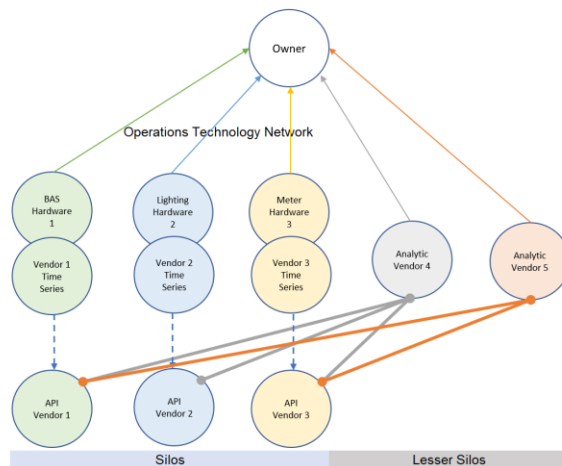 Owner
Operations Technology Network
BAS
Hardware
1
Lighting
Hardware
2
Meter
Hardware
3
Vendor 1
Time
Series
Vendor 2
Time
Series
Vendor 3
Time
Series
Analytic
Vendor 4
Analytic
Vendor 5
API
Vendor 1
API
Vendor 2
API
Vendor 3
Silos
Lesser Silos